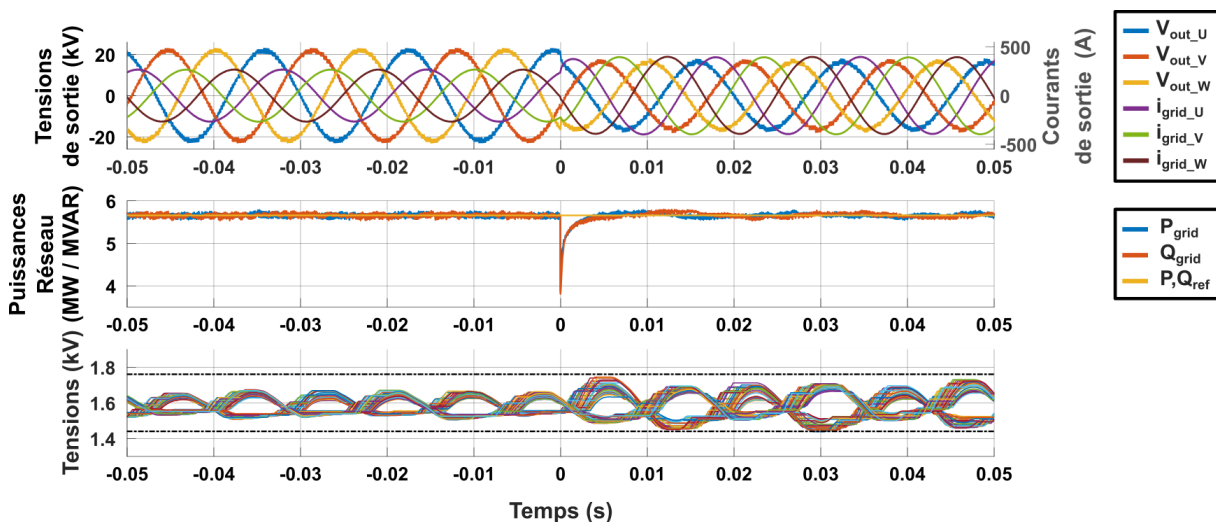 Tensions
de sortie (kV)
20
0
-20
500
0
-500
Courants
de sortie (A)
-0.05 -0.04 -0.03 -0.02 -0.01 0 0.01 0.02 0.03 0.04 0.05
V_out_U
V_out_V
V_out_W
i_grid_U
i_grid_V
i_grid_W
Puissances
Réseau
(MW / MVAR)
6
5
4
-0.05 -0.04 -0.03 -0.02 -0.01 0 0.01 0.02 0.03 0.04 0.05
P_grid
Q_grid
P,Q_ref
Tensions (kV)
1.8
1.6
1.4
-0.05 -0.04 -0.03 -0.02 -0.01 0 0.01 0.02 0.03 0.04 0.05
Temps (s)